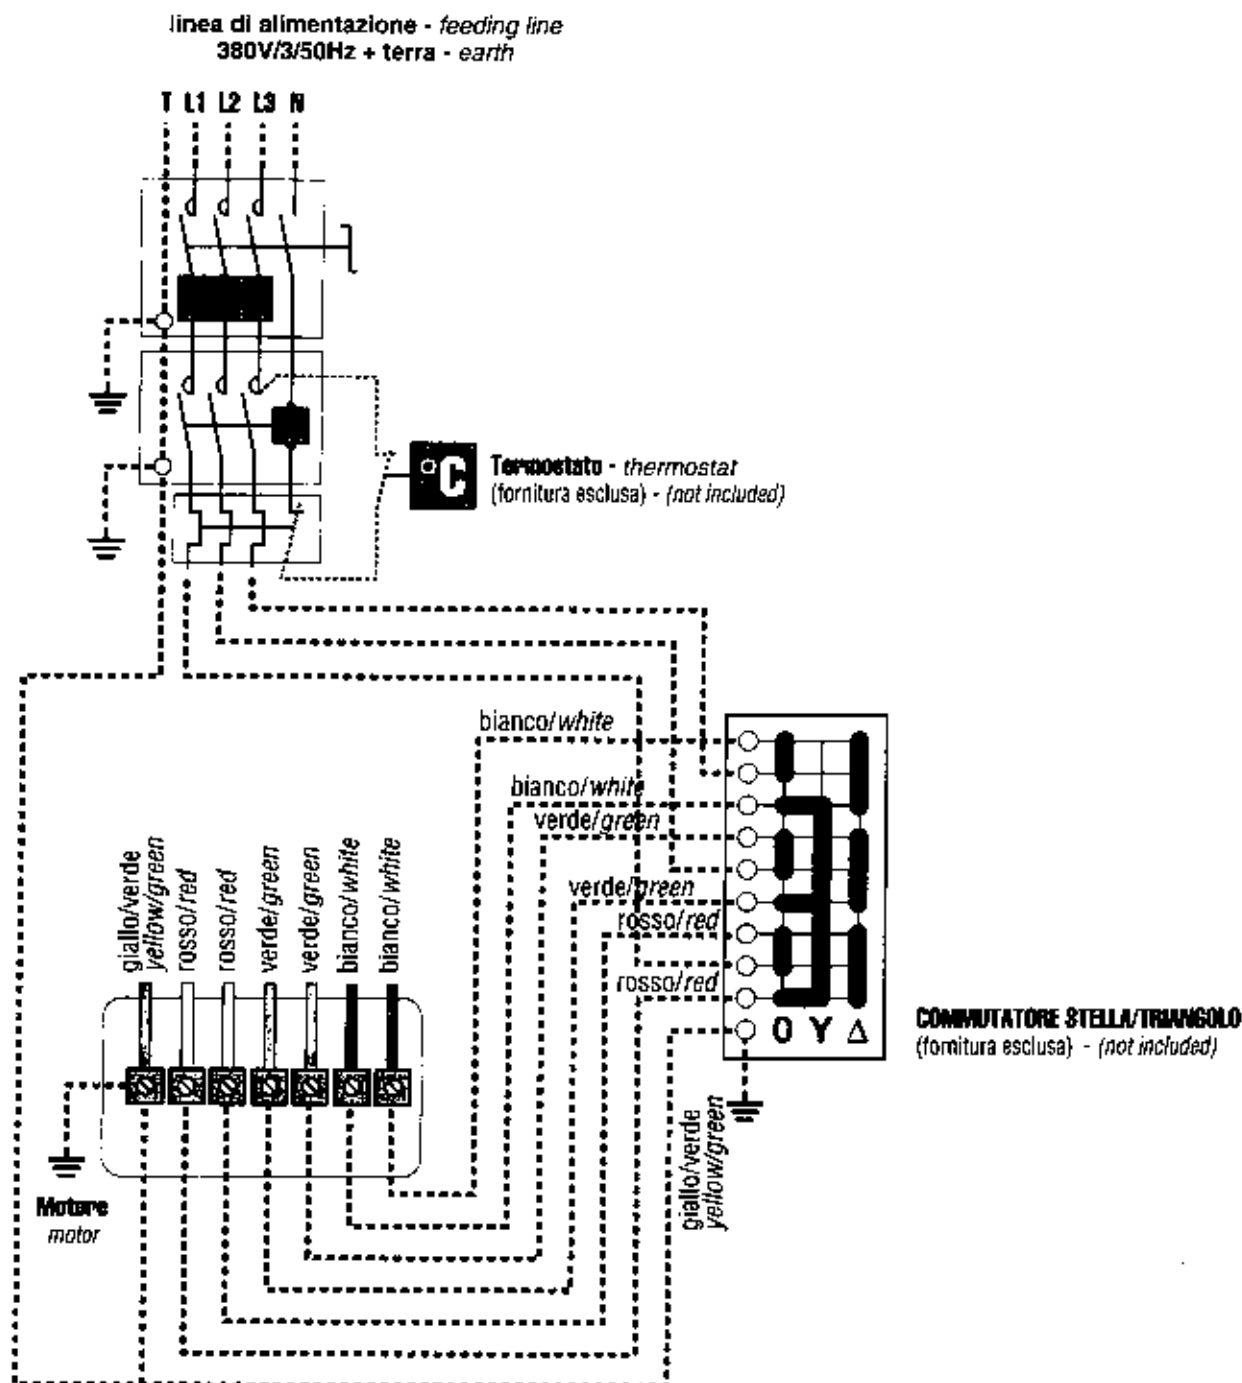 linea di alimentazione - feeding line
380V/3/50Hz + terra - earth
T L1 L2 L3 N
°C
Termostato - thermostat
(fornitura esclusa) - (not included)
bianco/white
bianco/white
verde/green
verde/green
rosso/red
rosso/red
giallo/verde
yellow/green
rosso/red
rosso/red
verde/green
verde/green
bianco/white
bianco/white
0 Y Δ
COMMUTATORE STELLA/TRIANGOLO
(fornitura esclusa) - (not included)
giallo/verde
yellow/green
Motore
motor